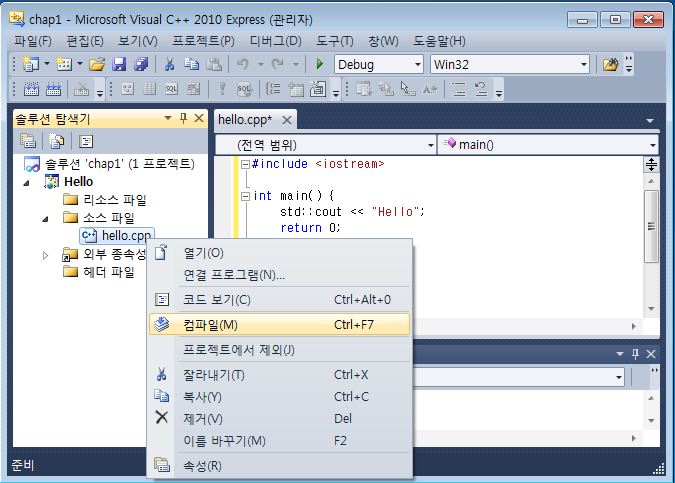 chap1 - Microsoft Visual C++ 2010 Express (관리자)
파일(F) 편집(E) 보기(V) 프로젝트(P) 디버그(D) 도구(T) 창(W) 도움말(H)
Debug Win32
솔루션 탐색기
솔루션 'chap1' (1 프로젝트)
Hello
리소스 파일
소스 파일
hello.cpp
외부 종속성
헤더 파일
hello.cpp*
(전역 범위) main()
#include <iostream>
int main() {
std::cout << "Hello";
return 0;
열기(O)
연결 프로그램(N)...
코드 보기(C) Ctrl+Alt+0
컴파일(M) Ctrl+F7
프로젝트에서 제외(J)
잘라내기(T) Ctrl+X
복사(Y) Ctrl+C
제거(V) Del
이름 바꾸기(M) F2
속성(R)
준비